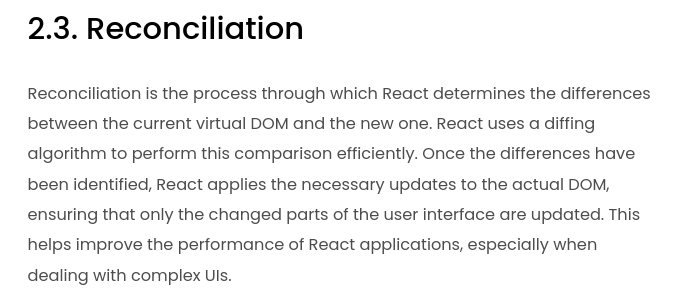 2.3. Reconciliation
Reconciliation is the process through which React determines the differences
between the current virtual DOM and the new one. React uses a diffing
algorithm to perform this comparison efficiently. Once the differences have
been identified, React applies the necessary updates to the actual DOM,
ensuring that only the changed parts of the user interface are updated. This
helps improve the performance of React applications, especially when
dealing with complex UIs.